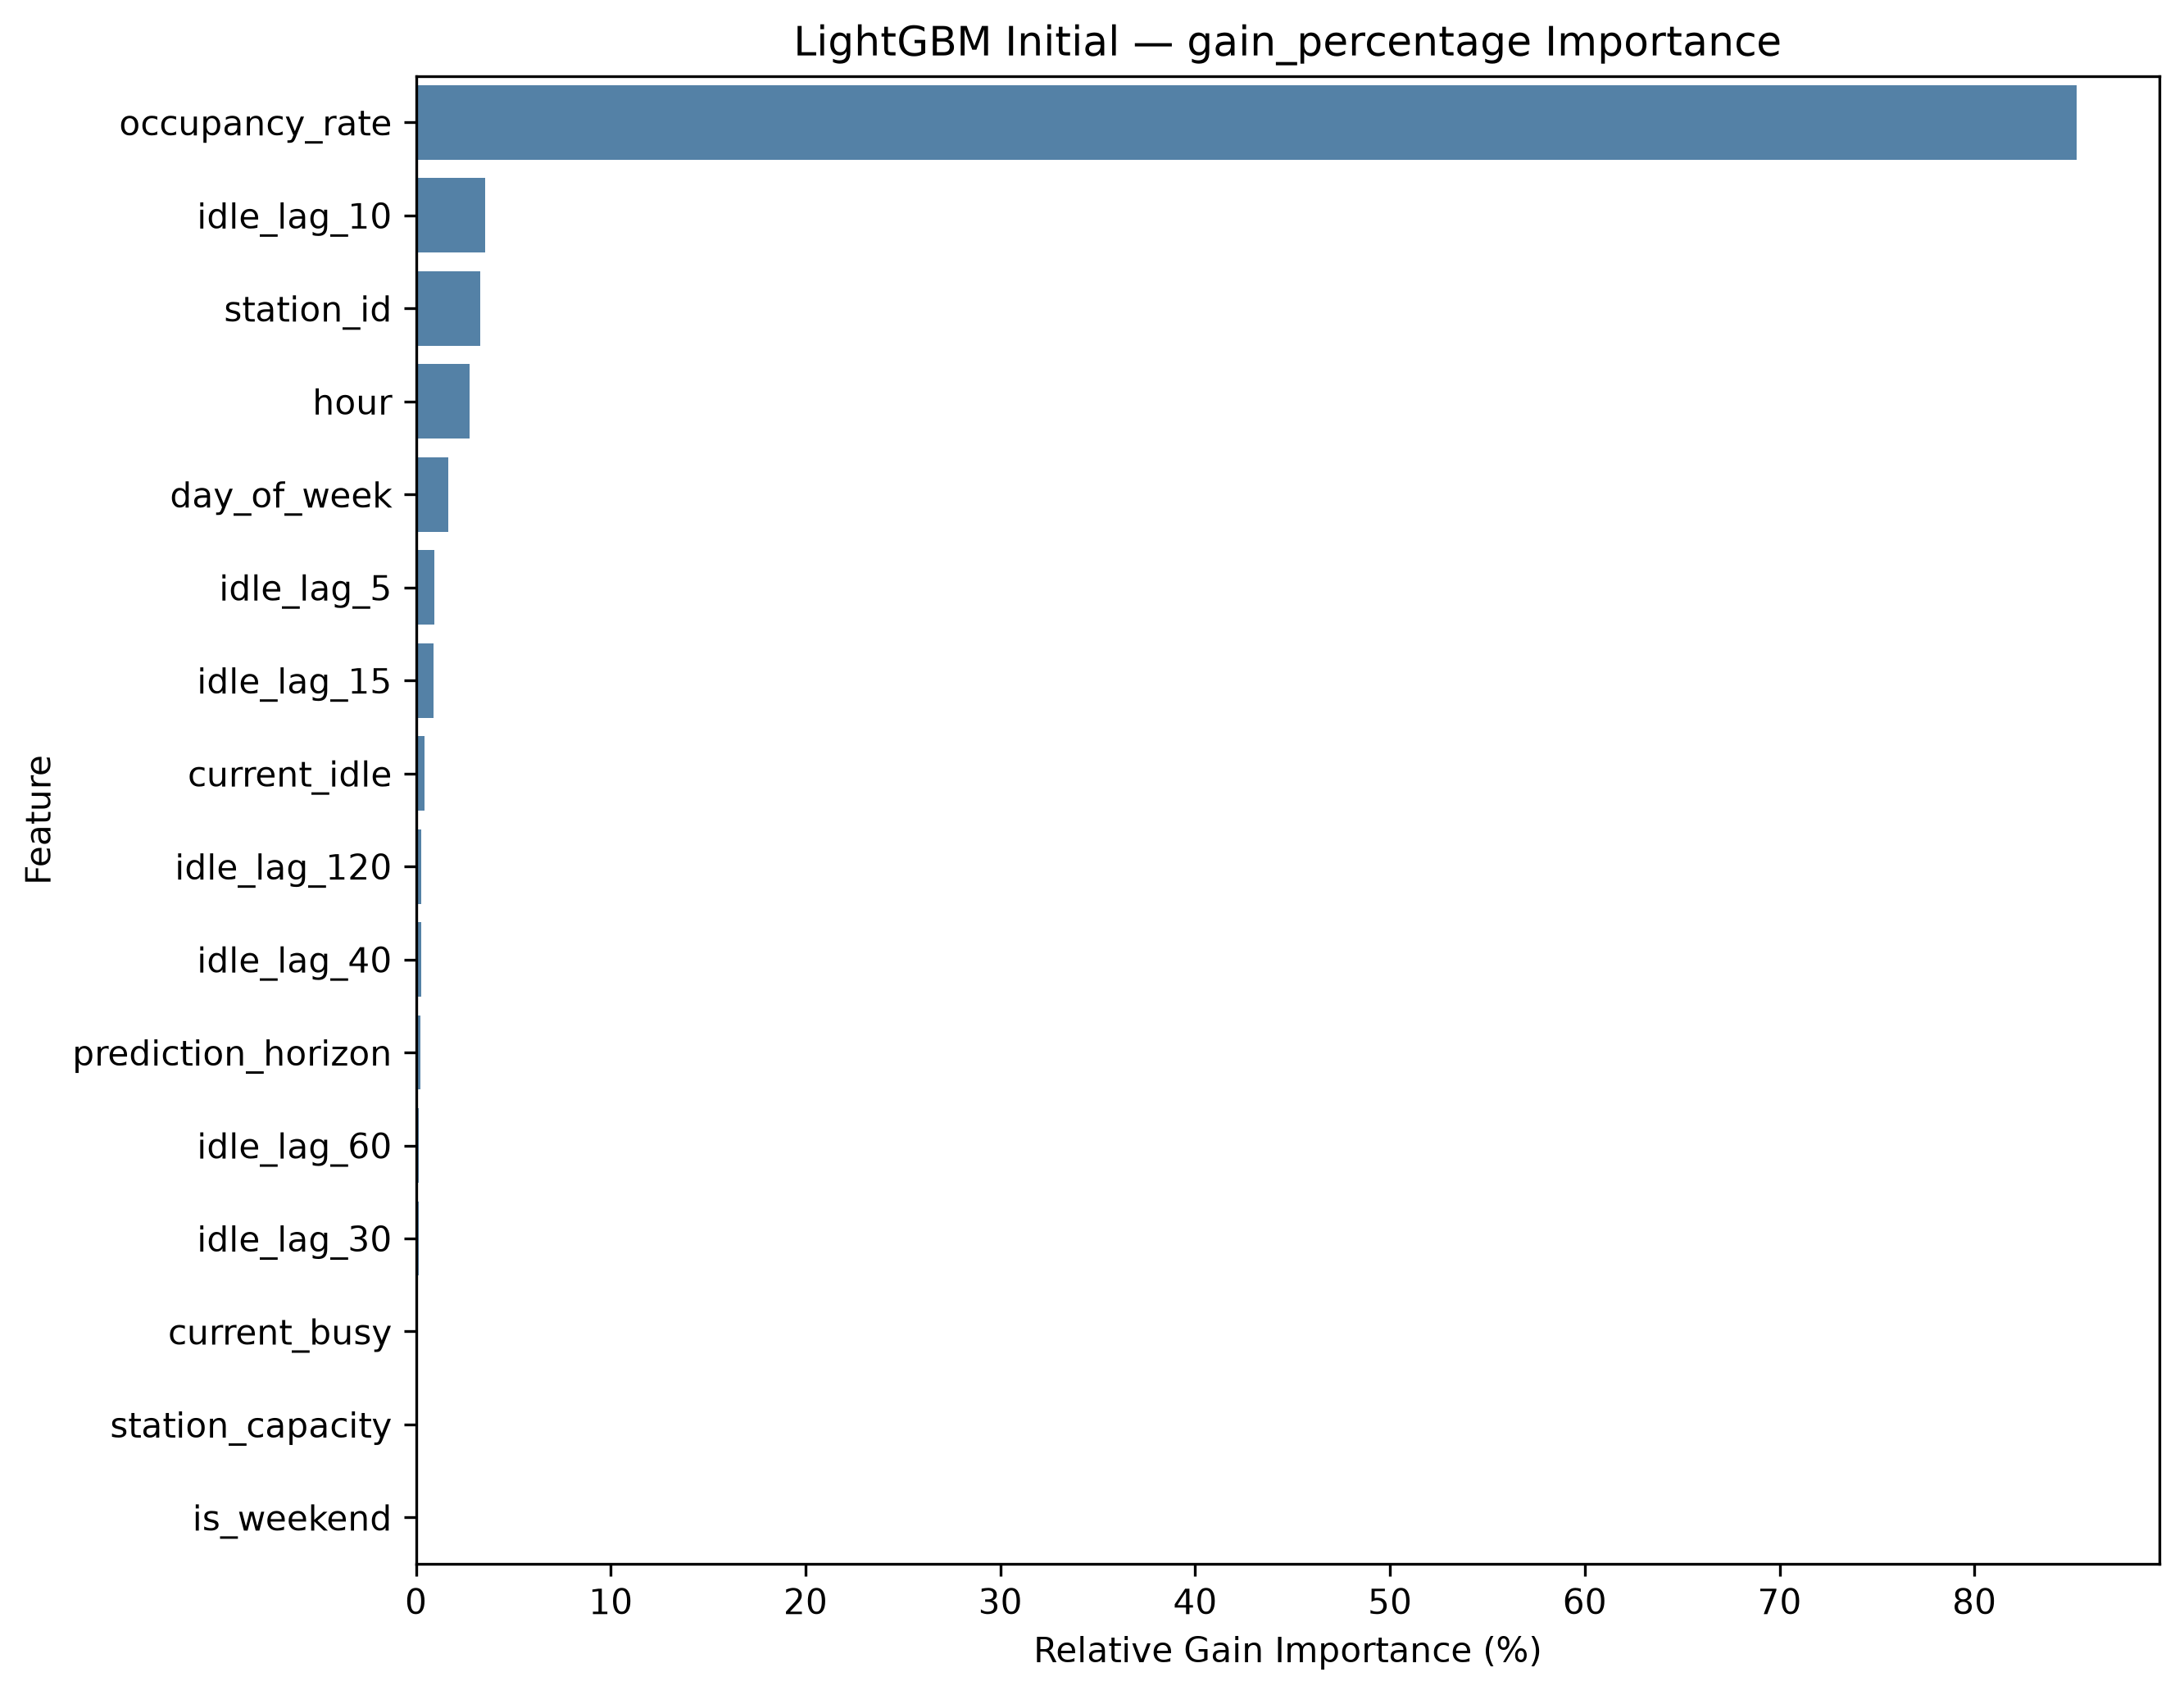 LightGBM Initial — gain_percentage Importance
occupancy_rate
idle_lag_10
station_id
hour
day_of_week
idle_lag_5
idle_lag_15
current_idle
idle_lag_120
idle_lag_40
prediction_horizon
idle_lag_60
idle_lag_30
current_busy
station_capacity
is_weekend
Feature
0 10 20 30 40 50 60 70 80
Relative Gain Importance (%)